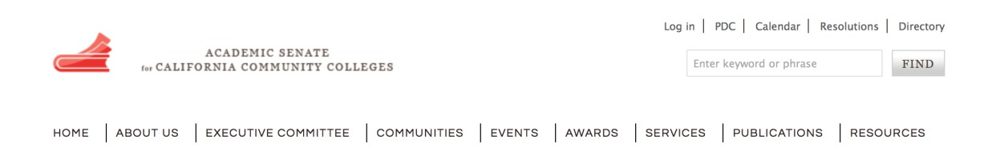 Log in PDC Calendar Resolutions Directory
ACADEMIC SENATE
for CALIFORNIA COMMUNITY COLLEGES
Enter keyword or phrase FIND
HOME ABOUT US EXECUTIVE COMMITTEE COMMUNITIES EVENTS AWARDS SERVICES PUBLICATIONS RESOURCES